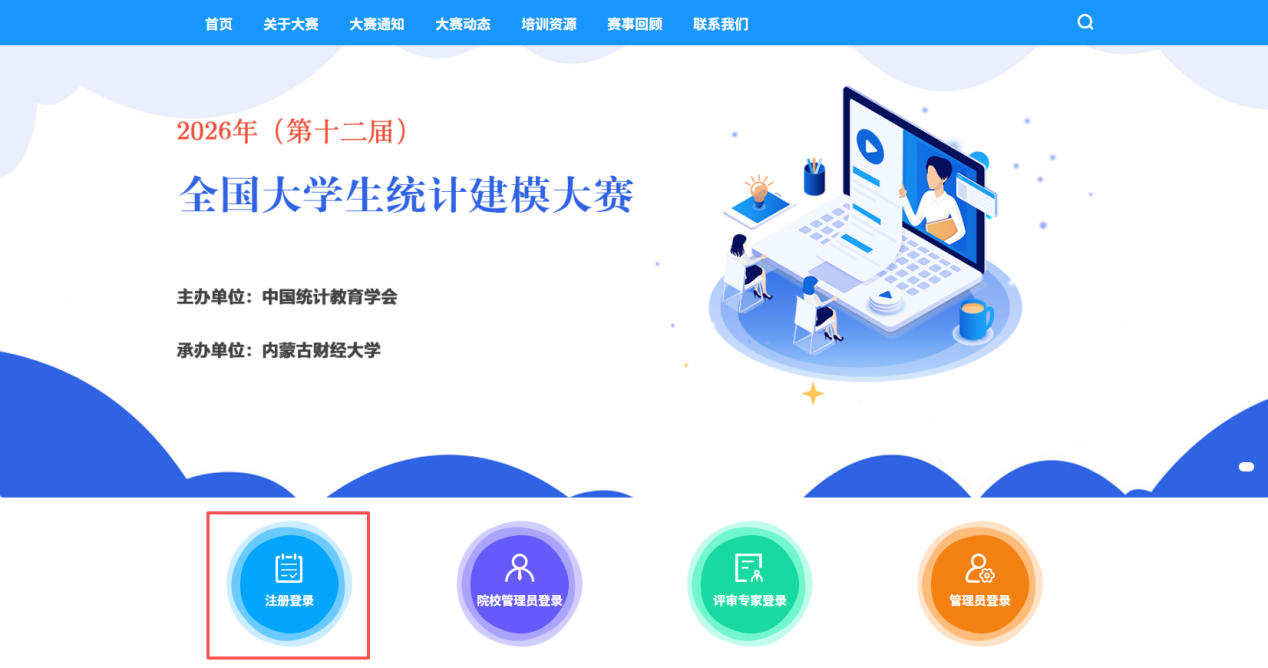 首页 关于大赛 大赛通知 大赛动态 培训资源 赛事回顾 联系我们
2026年（第十二届）
全国大学生统计建模大赛
主办单位：中国统计教育学会
承办单位：内蒙古财经大学
注册登录 院校管理员登录 评审专家登录 管理员登录